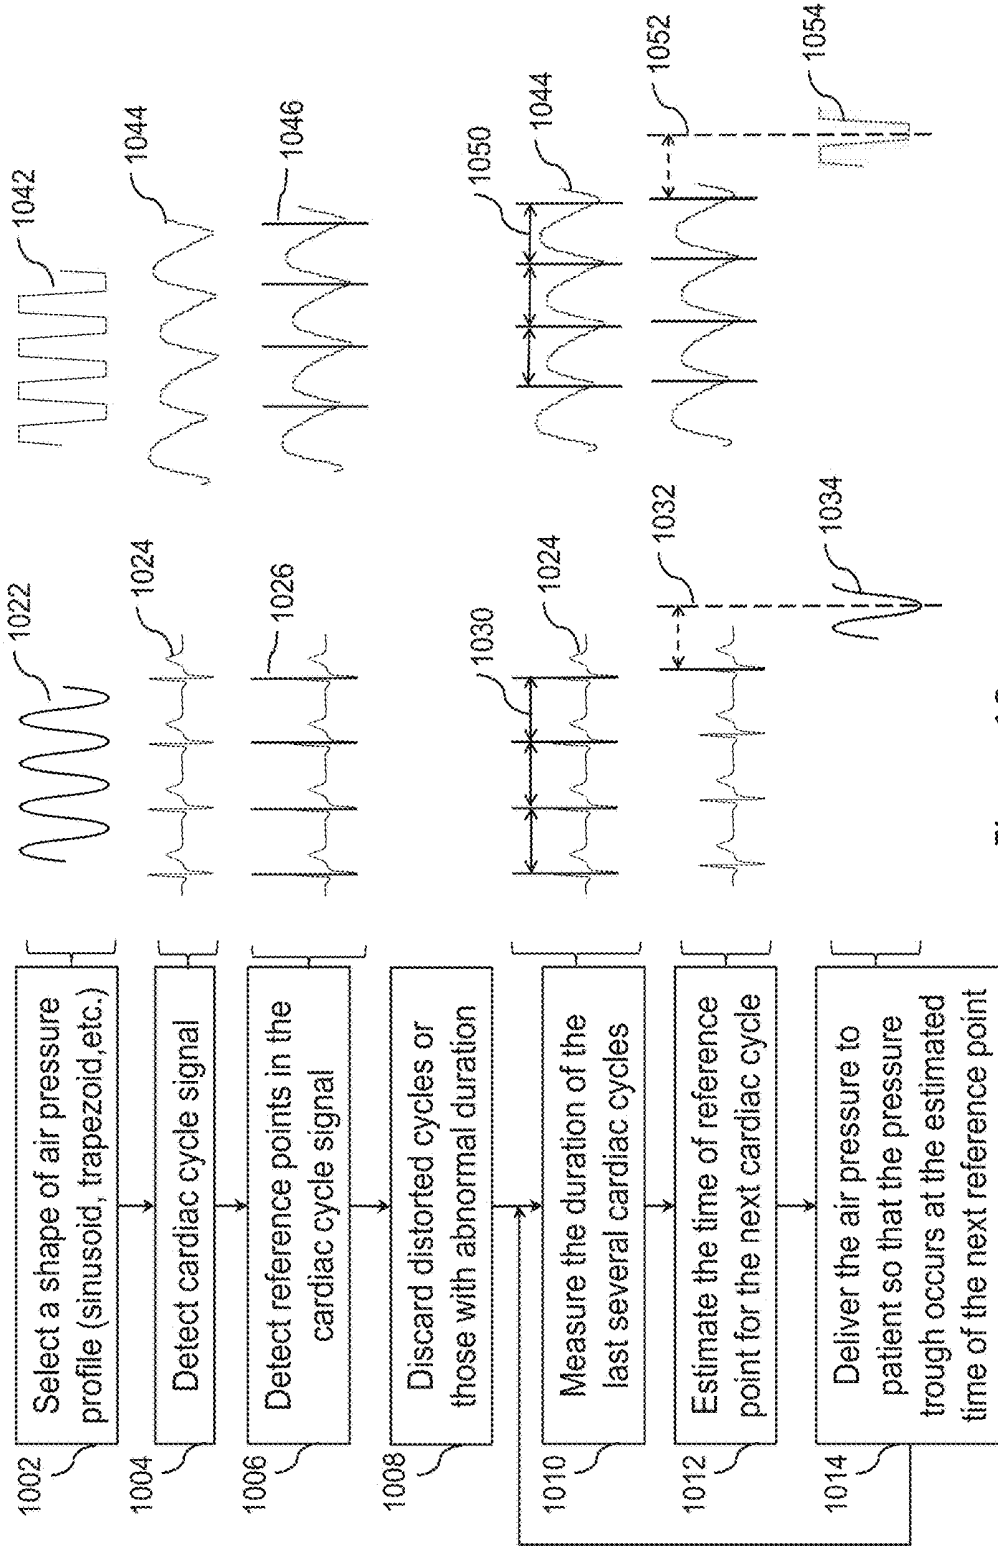 1002
Select a shape of air pressure
profile (sinusoid, trapezoid,etc.)
1022
1042
1004
Detect cardiac cycle signal
1024
1044
1006
Detect reference points in the
cardiac cycle signal
1026
1046
1008
Discard distorted cycles or
those with abnormal duration
1010
Measure the duration of the
last several cardiac cycles
1030
1024
1050
1044
1012
Estimate the time of reference
point for the next cardiac cycle
1032
1052
1014
Deliver the air pressure to
patient so that the pressure
trough occurs at the estimated
time of the next reference point
1034
1054